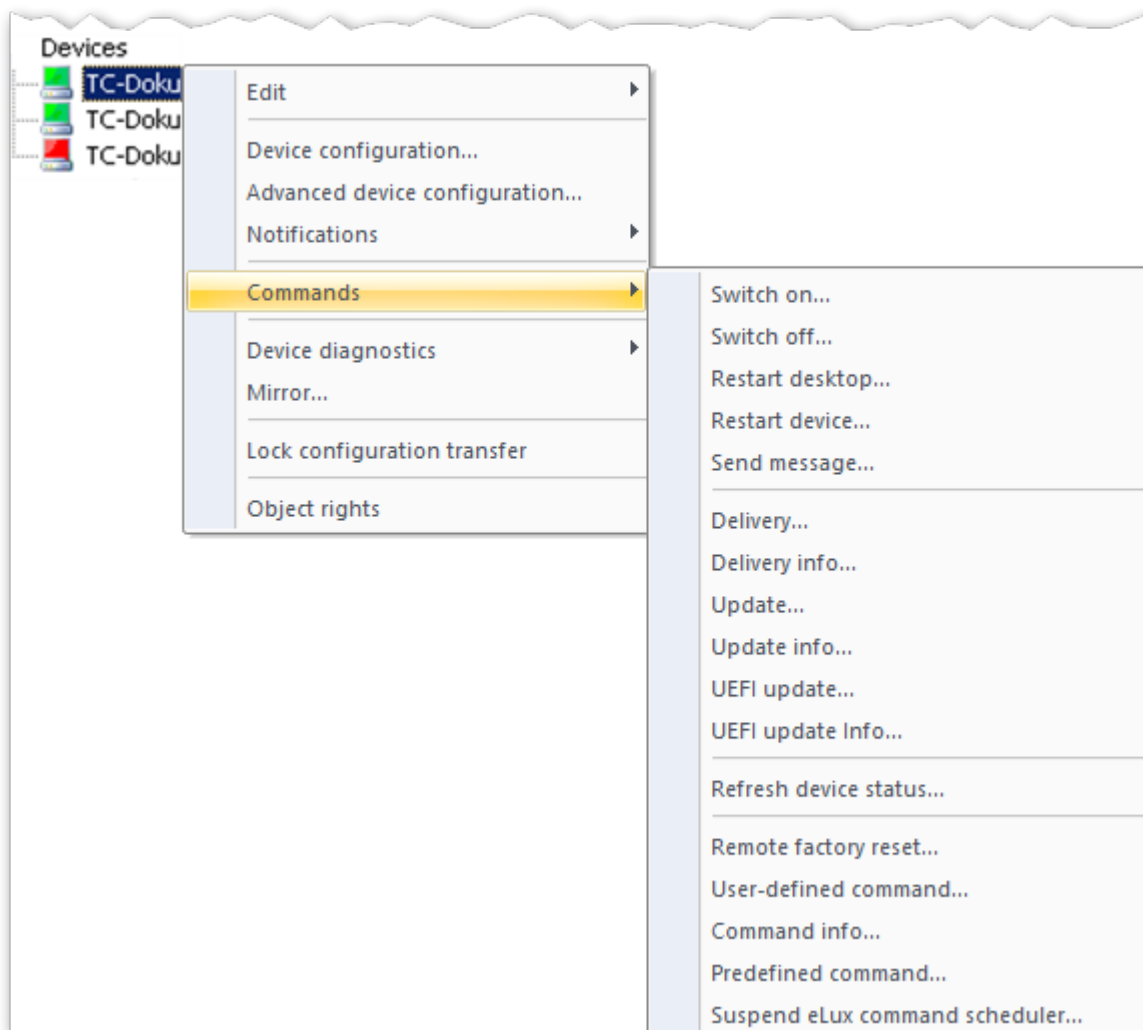 Devices
TC-Doku
TC-Doku
TC-Doku
Edit
Device configuration...
Advanced device configuration...
Notifications
Commands
Device diagnostics
Mirror...
Lock configuration transfer
Object rights
Switch on...
Switch off...
Restart desktop...
Restart device...
Send message...
Delivery...
Delivery info...
Update...
Update info...
UEFI update...
UEFI update Info...
Refresh device status...
Remote factory reset...
User-defined command...
Command info...
Predefined command...
Suspend eLux command scheduler...